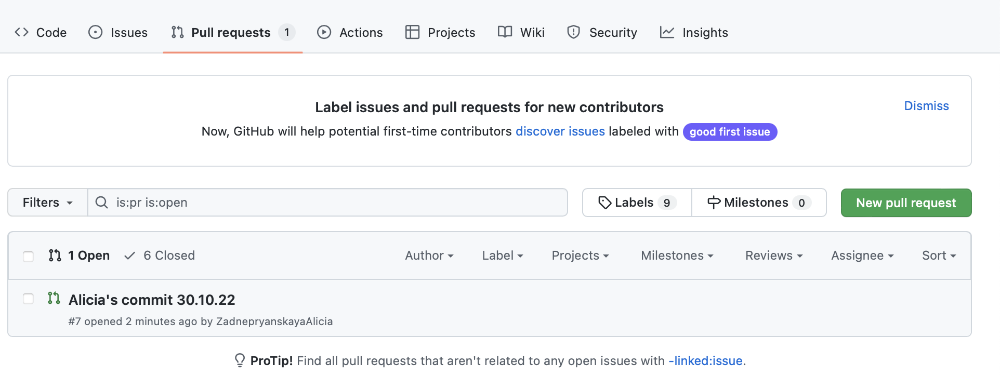 Code Issues Pull requests 1 Actions Projects Wiki Security Insights
Label issues and pull requests for new contributors
Dismiss
Now, GitHub will help potential first-time contributors discover issues labeled with good first issue
Filters is:pr is:open Labels 9 Milestones 0 New pull request
1 Open 6 Closed Author Label Projects Milestones Reviews Assignee Sort
Alicia's commit 30.10.22
#7 opened 2 minutes ago by ZadnepryanskayaAlicia
ProTip! Find all pull requests that aren't related to any open issues with -linked:issue.